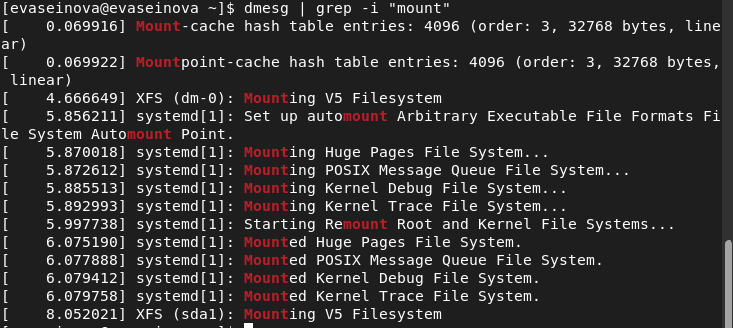 [evaseinova@evaseinova ~]$ dmesg | grep -i "mount"
[    0.069916] Mount-cache hash table entries: 4096 (order: 3, 32768 bytes, line
ar)
[    0.069922] Mountpoint-cache hash table entries: 4096 (order: 3, 32768 bytes,
 linear)
[    4.666649] XFS (dm-0): Mounting V5 Filesystem
[    5.856211] systemd[1]: Set up automount Arbitrary Executable File Formats Fi
le System Automount Point.
[    5.870018] systemd[1]: Mounting Huge Pages File System...
[    5.872612] systemd[1]: Mounting POSIX Message Queue File System...
[    5.885513] systemd[1]: Mounting Kernel Debug File System...
[    5.892993] systemd[1]: Mounting Kernel Trace File System...
[    5.997738] systemd[1]: Starting Remount Root and Kernel File Systems...
[    6.075190] systemd[1]: Mounted Huge Pages File System.
[    6.077888] systemd[1]: Mounted POSIX Message Queue File System.
[    6.079412] systemd[1]: Mounted Kernel Debug File System.
[    6.079758] systemd[1]: Mounted Kernel Trace File System.
[    8.052021] XFS (sda1): Mounting V5 Filesystem